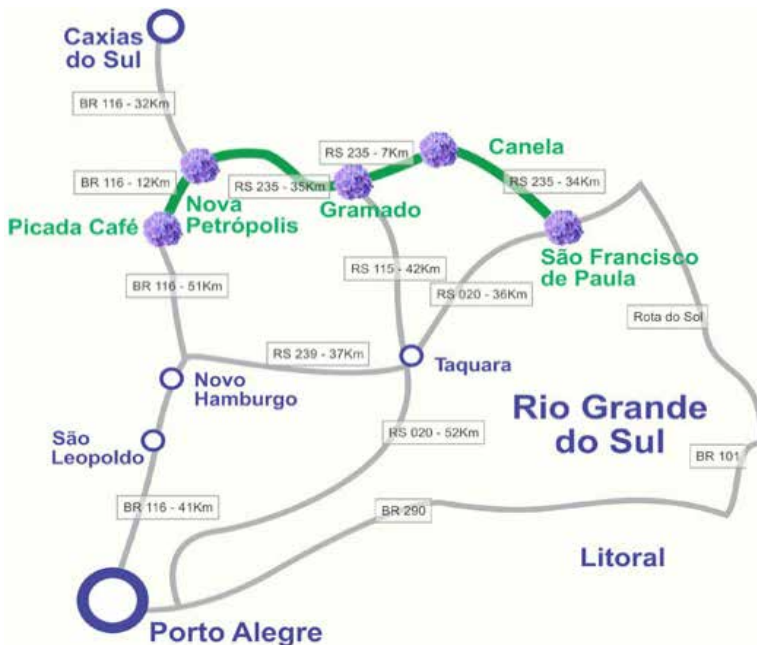 Caxias
do Sul
BR 116 - 32Km
RS 235 - 7Km
Canela
BR 116 - 12Km
RS 235 - 35Km
RS 235 - 34Km
Nova
Petrópolis
Gramado
Picada Café
São Francisco
de Paula
RS 115 - 42Km
BR 116 - 51Km
RS 020 - 36Km
Rota do Sol
RS 239 - 37Km
Taquara
Novo
Hamburgo
Rio Grande
do Sul
São
Leopoldo
RS 020 - 52Km
BR 101
BR 116 - 41Km
BR 290
Litoral
Porto Alegre